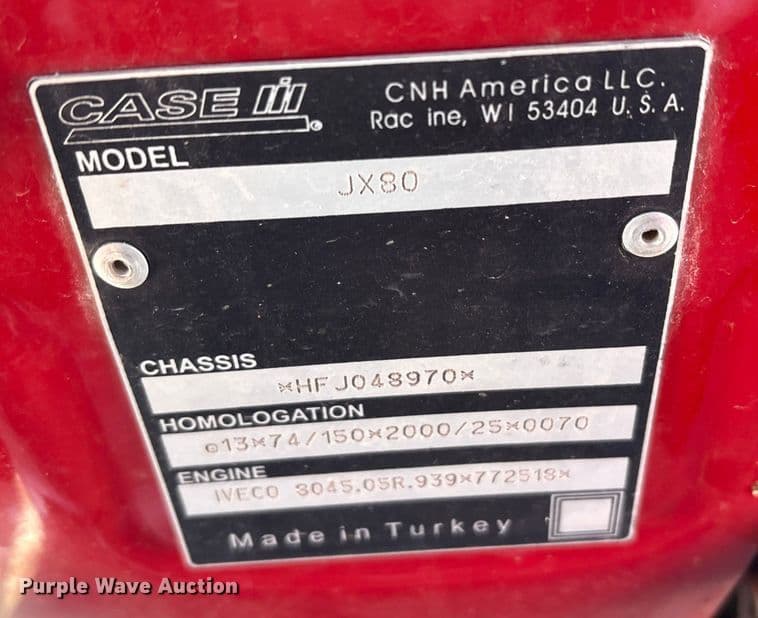 CASE IH
CNH America LLC.
Rac ine, WI 53404 U.S.A.
MODEL
JX80
CHASSIS
*HFJ048970*
HOMOLOGATION
e13*74/150*2000/25*0070
ENGINE
IVECO 8045.05R.939*772518*
Made in Turkey
Purple Wave Auction